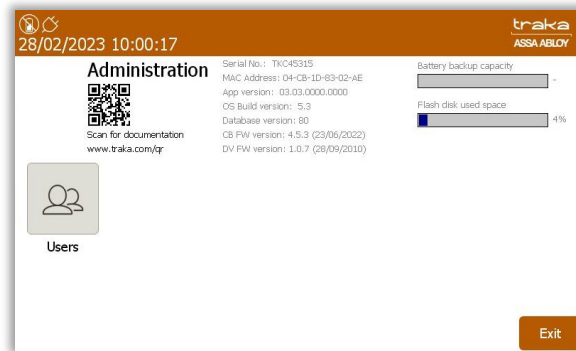 traka
ASSA ABLOY
28/02/2023 10:00:17
Administration
Scan for documentation
www.traka.com/qr
Serial No.: TKC45315
MAC Address: 04-CB-1D-83-02-AE
App version: 03.03.0000.0000
OS Build version: 5.3
Database version: 80
CB FW version: 4.5.3 (23/06/2022)
DV FW version: 1.0.7 (28/09/2010)
Battery backup capacity
-
Flash disk used space
4%
Users
Exit